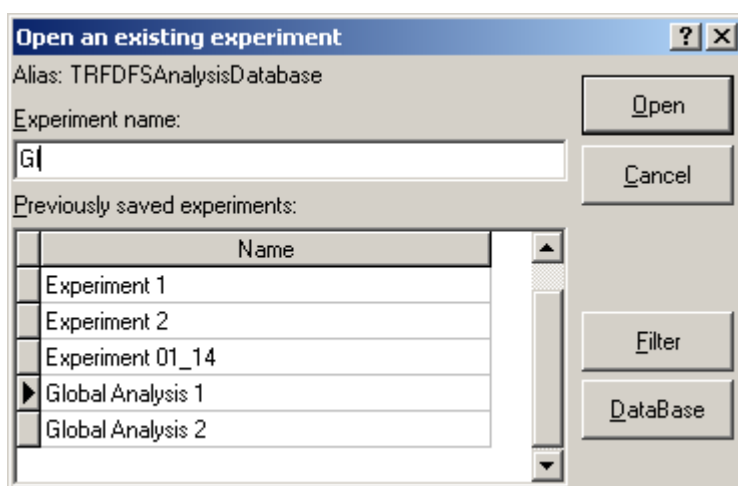 Open an existing experiment
Alias: TRFDFSAnalysisDatabase
Experiment name:
Gl
Previously saved experiments:
Name
Experiment 1
Experiment 2
Experiment 01_14
Global Analysis 1
Global Analysis 2
Open
Cancel
Filter
DataBase